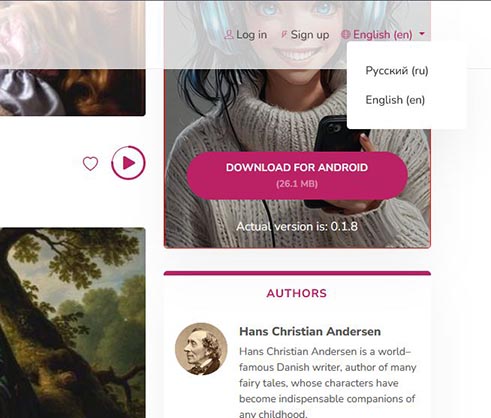 Log in Sign up English (en)
Русский (ru)
English (en)
DOWNLOAD FOR ANDROID
(26.1 MB)
Actual version is: 0.1.8
AUTHORS
Hans Christian Andersen
Hans Christian Andersen is a world–
famous Danish writer, author of many
fairy tales, whose characters have
become indispensable companions of
any childhood.